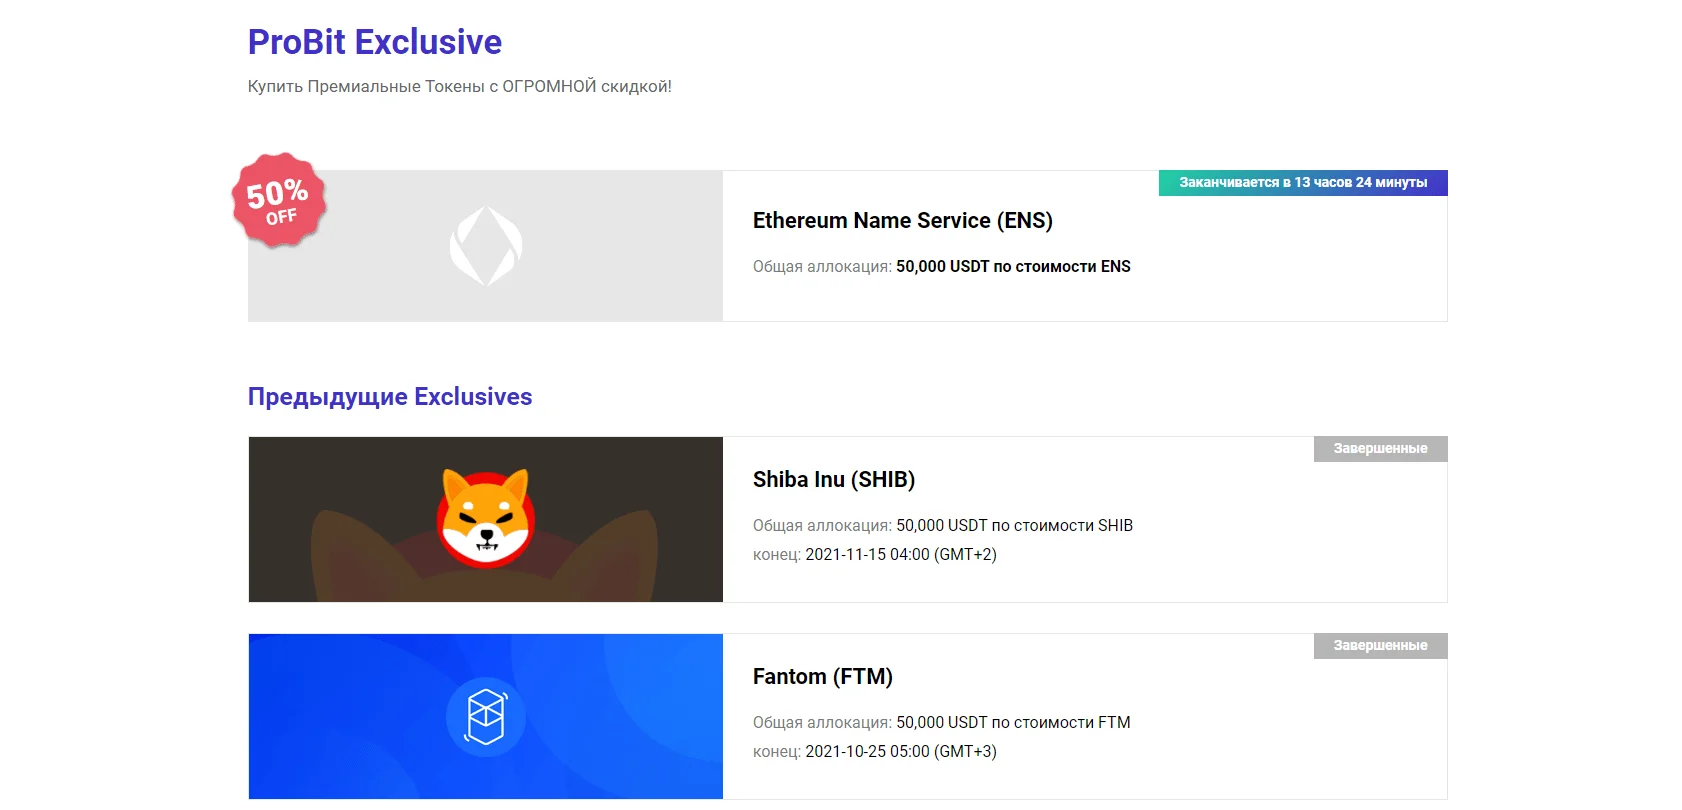 ProBit Exclusive
Купить Премиальные Токены с ОГРОМНОЙ скидкой!
50%
OFF
Заканчивается в 13 часов 24 минуты
Ethereum Name Service (ENS)
Общая аллокация: 50,000 USDT по стоимости ENS
Предыдущие Exclusives
Завершенные
Shiba Inu (SHIB)
Общая аллокация: 50,000 USDT по стоимости SHIB
конец: 2021-11-15 04:00 (GMT+2)
Завершенные
Fantom (FTM)
Общая аллокация: 50,000 USDT по стоимости FTM
конец: 2021-10-25 05:00 (GMT+3)